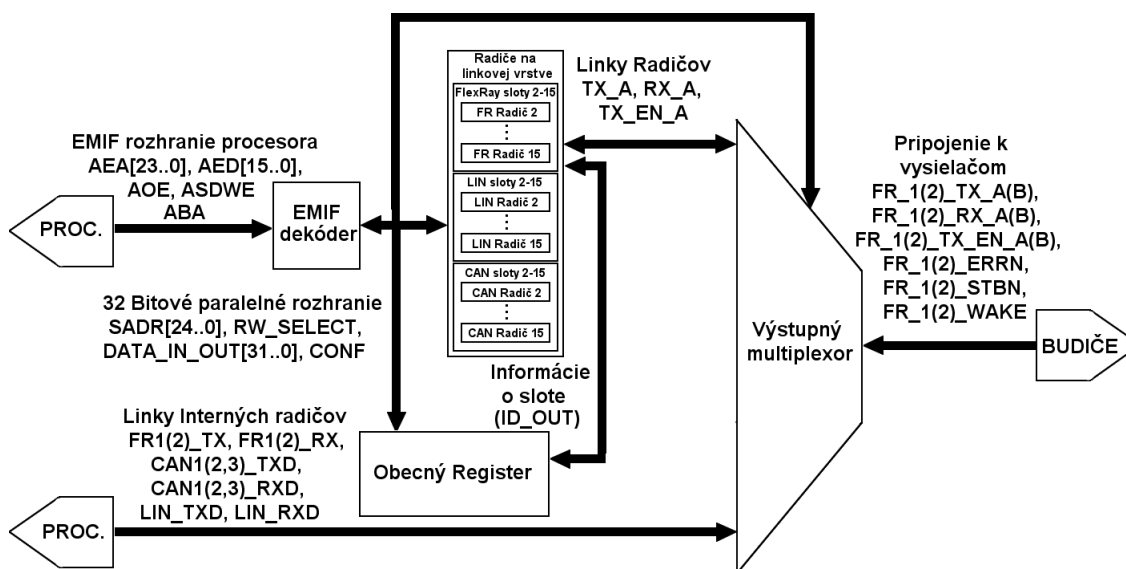 Radiče na
linkovej vrstve
FlexRay sloty 2-15
FR Radič 2
FR Radič 15
LIN sloty 2-15
LIN Radič 2
LIN Radič 15
CAN sloty 2-15
CAN Radič 2
CAN Radič 15
Linky Radičov
TX_A, RX_A,
TX_EN_A
EMIF rozhranie procesora
AEA[23..0], AED[15..0],
AOE, ASDWE
ABA
PROC.
EMIF
dekóder
Pripojenie k
vysielačom
FR_1(2)_TX_A(B),
FR_1(2)_RX_A(B),
FR_1(2)_TX_EN_A(B),
FR_1(2)_ERRN,
FR_1(2)_STBN,
FR_1(2)_WAKE
32 Bitové paralelné rozhranie
SADR[24..0], RW_SELECT,
DATA_IN_OUT[31..0], CONF
Výstupný
multiplexor
BUDIČE
Informácie
o slote
(ID_OUT)
Linky Interných radičov
FR1(2)_TX, FR1(2)_RX,
CAN1(2,3)_TXD,
CAN1(2,3)_RXD,
LIN_TXD, LIN_RXD
Obecný Register
PROC.